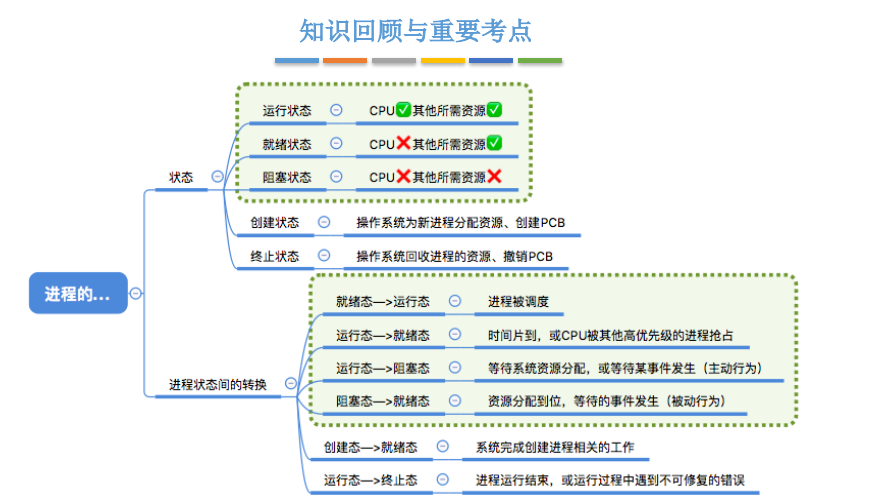 知识回顾与重要考点
运行状态 CPU✅其他所需资源✅
就绪状态 CPU❌其他所需资源✅
阻塞状态 CPU❌其他所需资源❌
状态
创建状态 操作系统为新进程分配资源、创建PCB
终止状态 操作系统回收进程的资源、撤销PCB
进程的...
就绪态—>运行态 进程被调度
运行态—>就绪态 时间片到，或CPU被其他高优先级的进程抢占
运行态—>阻塞态 等待系统资源分配，或等待某事件发生（主动行为）
进程状态间的转换
阻塞态—>就绪态 资源分配到位，等待的事件发生（被动行为）
创建态—>就绪态 系统完成创建进程相关的工作
运行态—>终止态 进程运行结束，或运行过程中遇到不可修复的错误